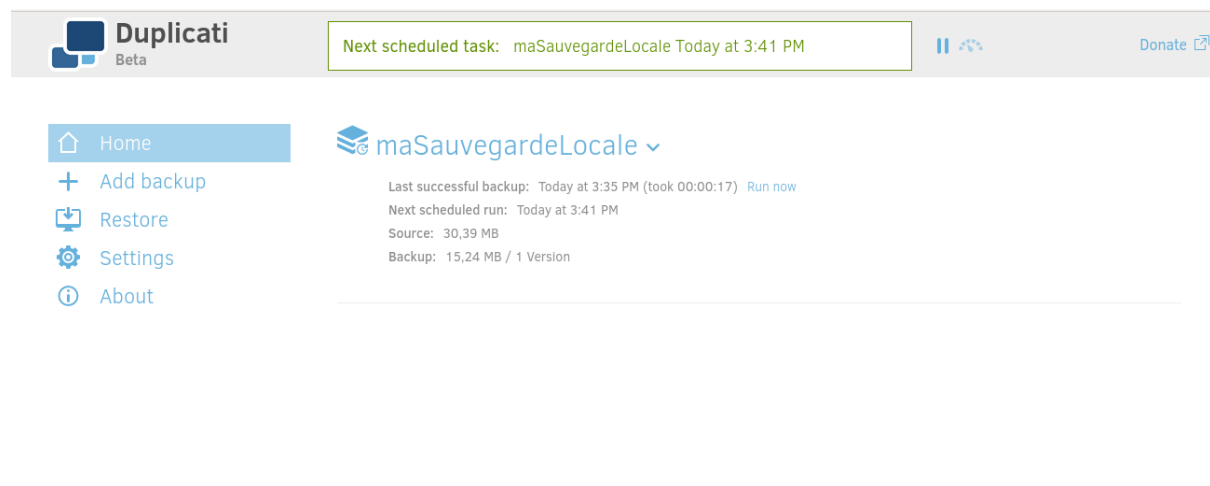 Duplicati
Beta
Next scheduled task: maSauvegardeLocale Today at 3:41 PM
Donate
Home
Add backup
Restore
Settings
About
maSauvegardeLocale
Last successful backup: Today at 3:35 PM (took 00:00:17) Run now
Next scheduled run: Today at 3:41 PM
Source: 30,39 MB
Backup: 15,24 MB / 1 Version